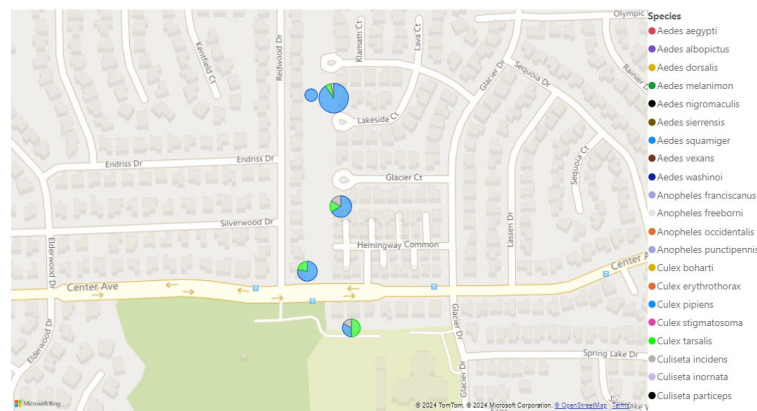 Species
Aedes aegypti
Aedes albopictus
Aedes dorsalis
Aedes melanimon
Aedes nigromaculis
Aedes sierrensis
Aedes squamiger
Aedes vexans
Aedes washinoi
Anopheles franciscanus
Anopheles freeborni
Anopheles occidentalis
Anopheles punctipennis
Culex boharti
Culex erythrothorax
Culex pipiens
Culex stigmatosoma
Culex tarsalis
Culiseta incidens
Culiseta inornata
Culiseta particeps
Olympic
Kentfield Ct
Redwood Dr
Klamath Ct
Lava Ct
Glacier Dr
Sequoia Dr
Rainier Dr
Lakeside Ct
Endriss Dr
Endriss Dr
Glacier Ct
Sequoia Ct
Silverwood Dr
Lassen Dr
Elderwood Dr
Hemingway Common
Center Ave
Center A
Glacier Dr
Elderwood Dr
Spring Lake Dr
Glacier Dr
Microsoft Bing
© 2024 TomTom, © 2024 Microsoft Corporation, © OpenStreetMap Terms